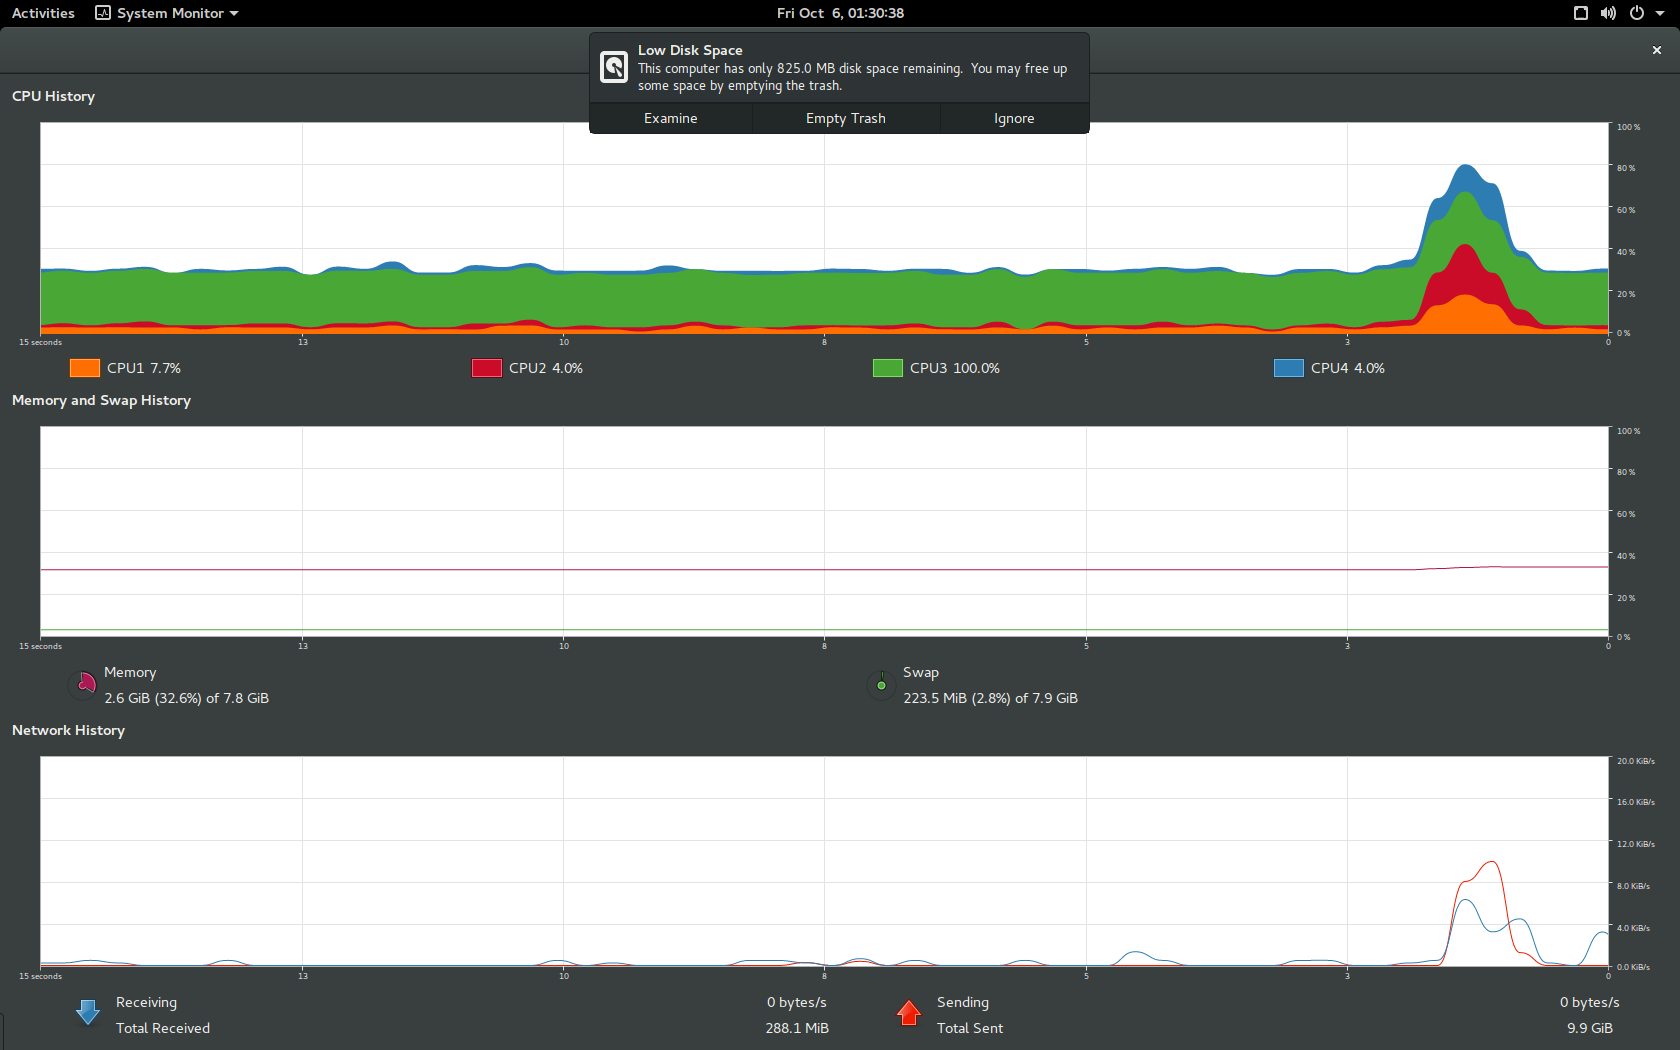 Activities System Monitor Fri Oct 6, 01:30:38
Low Disk Space
This computer has only 825.0 MB disk space remaining. You may free up
some space by emptying the trash.
Examine Empty Trash Ignore
CPU History
100 %
80 %
60 %
40 %
20 %
0 %
15 seconds 13 10 8 5 3 0
CPU1 7.7% CPU2 4.0% CPU3 100.0% CPU4 4.0%
Memory and Swap History
100 %
80 %
60 %
40 %
20 %
0 %
15 seconds 13 10 8 5 3 0
Memory Swap
2.6 GiB (32.6%) of 7.8 GiB 223.5 MiB (2.8%) of 7.9 GiB
Network History
20.0 KiB/s
16.0 KiB/s
12.0 KiB/s
8.0 KiB/s
4.0 KiB/s
0.0 KiB/s
15 seconds 13 10 8 5 3 0
Receiving 0 bytes/s Sending 0 bytes/s
Total Received 288.1 MiB Total Sent 9.9 GiB